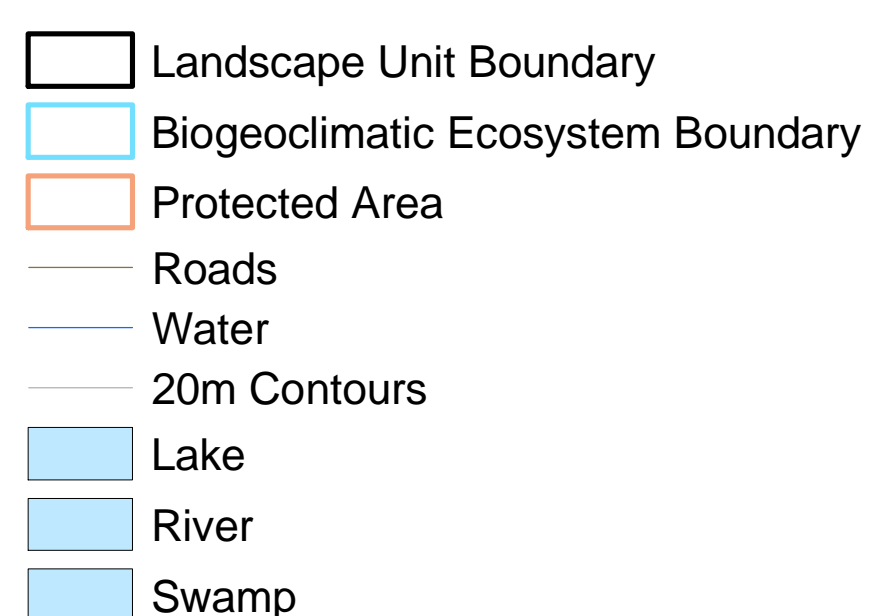 Landscape Unit Boundary
Biogeoclimatic Ecosystem Boundary
Protected Area
Roads
Water
20m Contours
Lake
River
Swamp